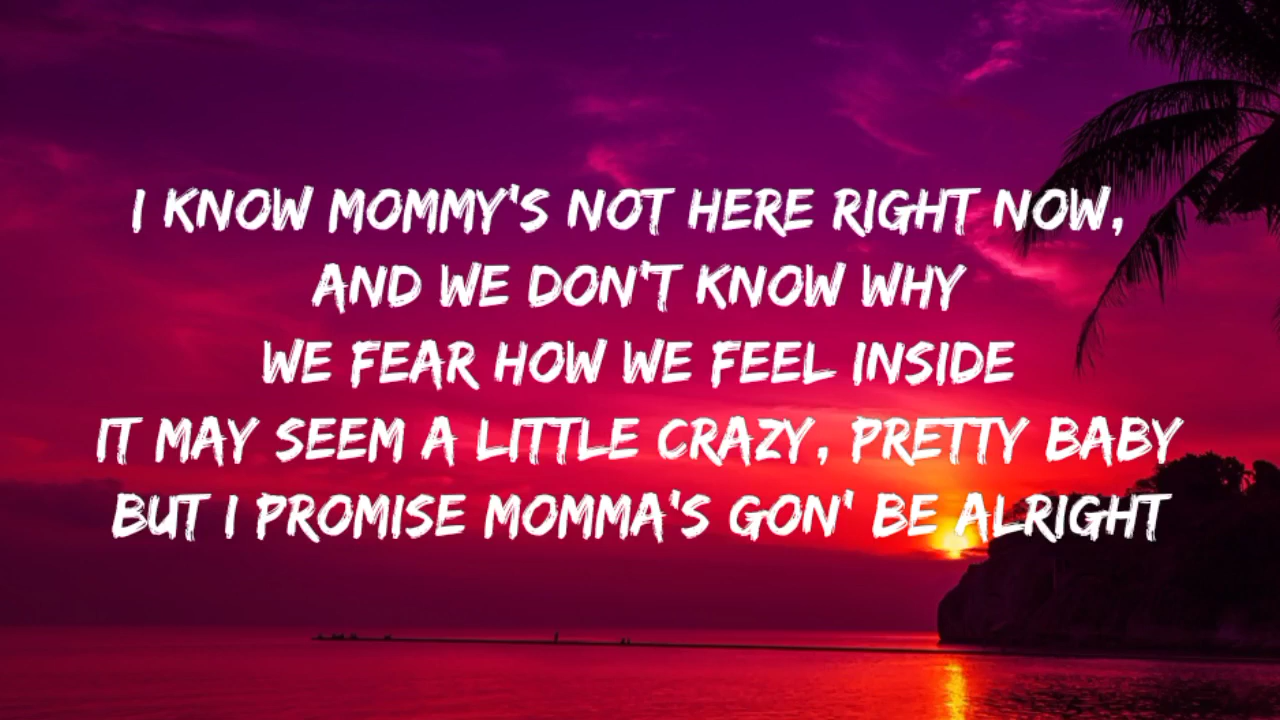 I KNOW MOMMY'S NOT HERE RIGHT NOW,
AND WE DON'T KNOW WHY
WE FEAR HOW WE FEEL INSIDE
IT MAY SEEM A LITTLE CRAZY, PRETTY BABY
BUT I PROMISE MOMMA'S GON' BE ALRIGHT